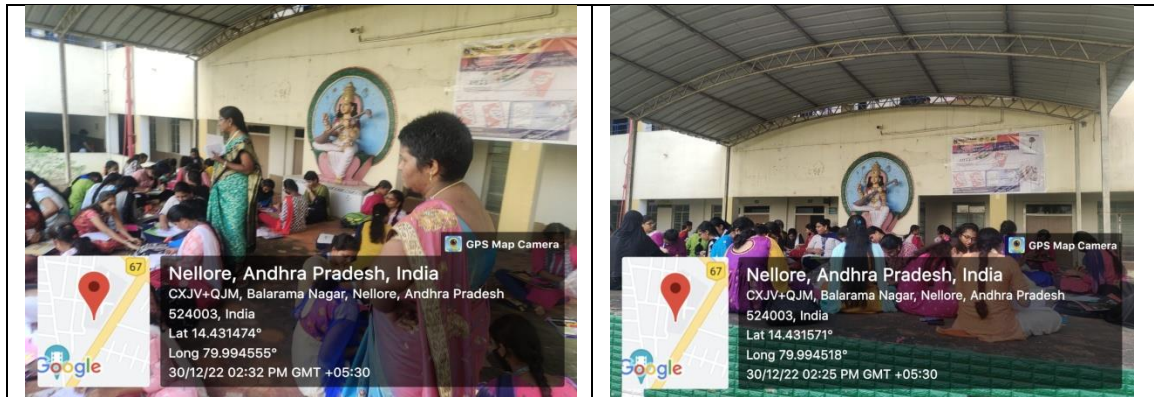 GPS Map Camera
67
Nellore, Andhra Pradesh, India
CXJV+QJM, Balarama Nagar, Nellore, Andhra Pradesh
524003, India
Lat 14.431474°
Long 79.994555°
30/12/22 02:32 PM GMT +05:30
Google
GPS Map Camera
67
Nellore, Andhra Pradesh, India
CXJV+QJM, Balarama Nagar, Nellore, Andhra Pradesh
524003, India
Lat 14.431571°
Long 79.994518°
30/12/22 02:25 PM GMT +05:30
Google